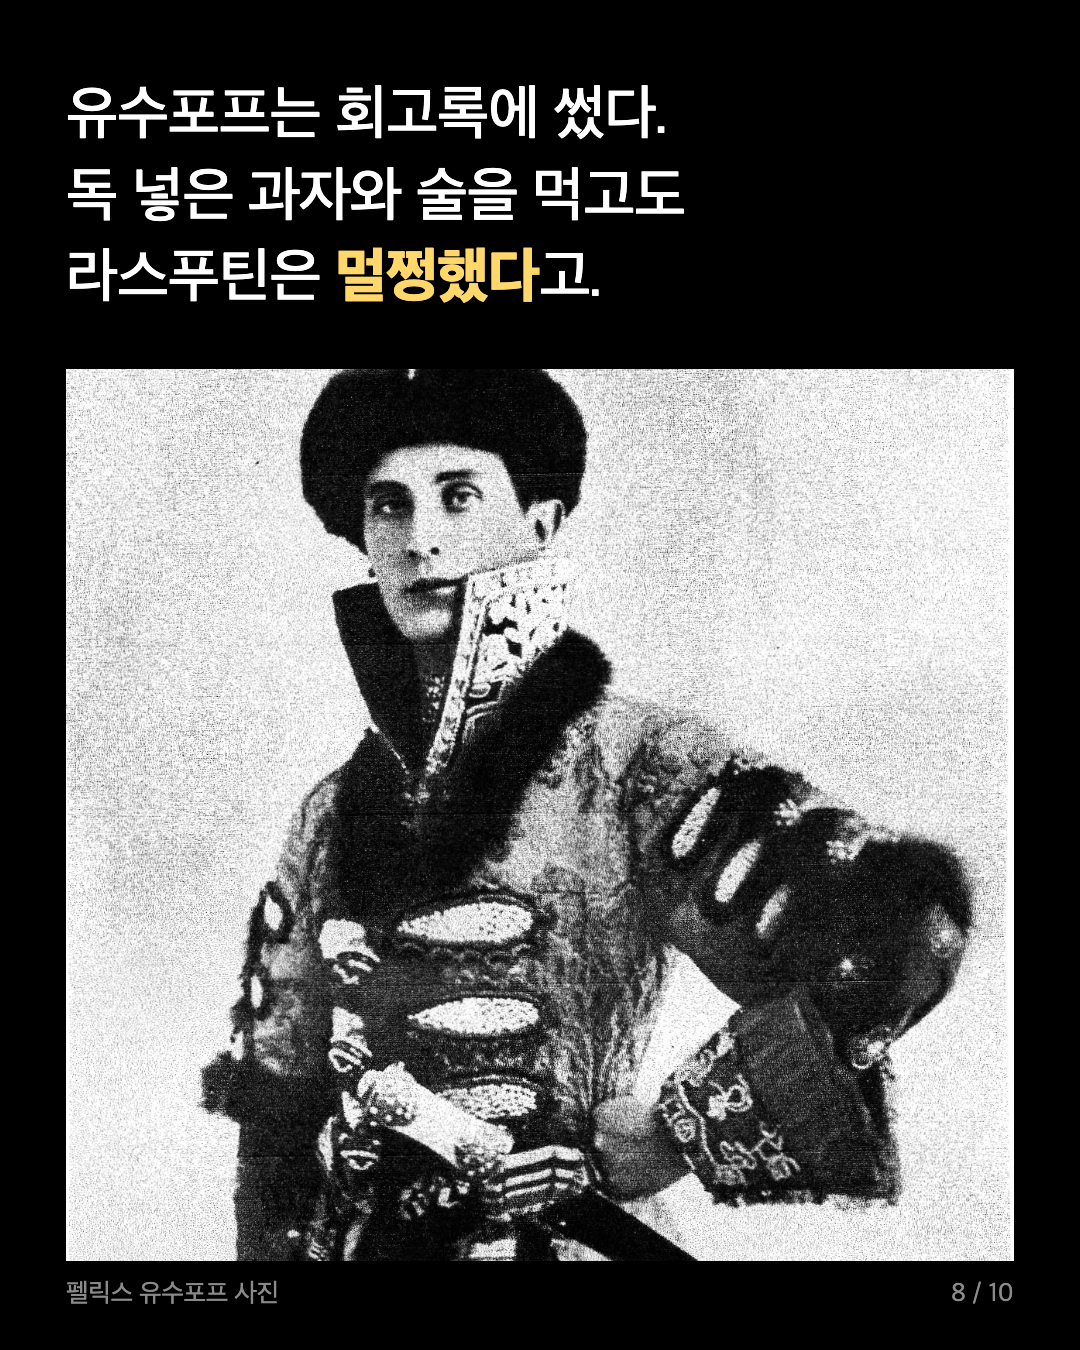 유수포프는 회고록에 썼다.
독 넣은 과자와 술을 먹고도
라스푸틴은 멀쩡했다고.
펠릭스 유수포프 사진
8 / 10